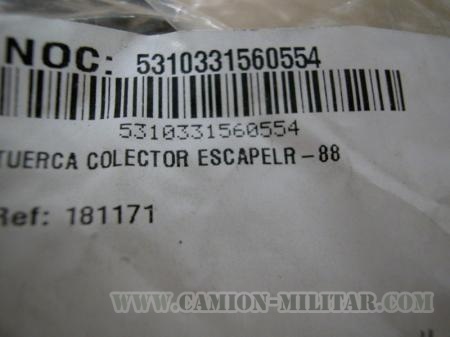 NOC: 5310331560554
5310331560554
TUERCA COLECTOR ESCAPELR-88
Ref: 181171
WWW.CAMION-MILITAR.COM